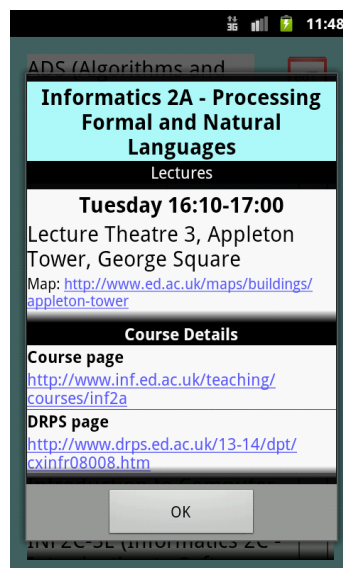 3G 11:48
ADS (Algorithms and
Informatics 2A - Processing
Formal and Natural
Languages
Lectures
Tuesday 16:10-17:00
Lecture Theatre 3, Appleton
Tower, George Square
Map: http://www.ed.ac.uk/maps/buildings/
appleton-tower
Course Details
Course page
http://www.inf.ed.ac.uk/teaching/
courses/inf2a
DRPS page
http://www.drps.ed.ac.uk/13-14/dpt/
cxinfr08008.htm
OK
INF2C-SE (Informatics 2C -